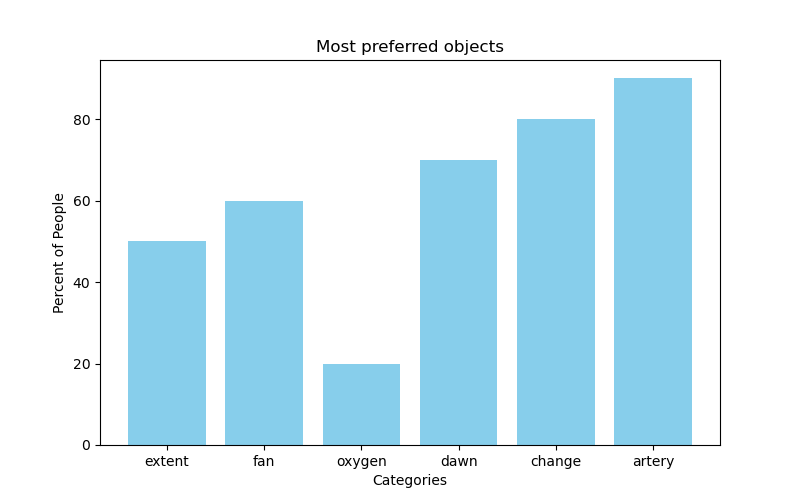 Most preferred objects
Percent of People
80
60
40
20
0
extent fan oxygen dawn change artery
Categories